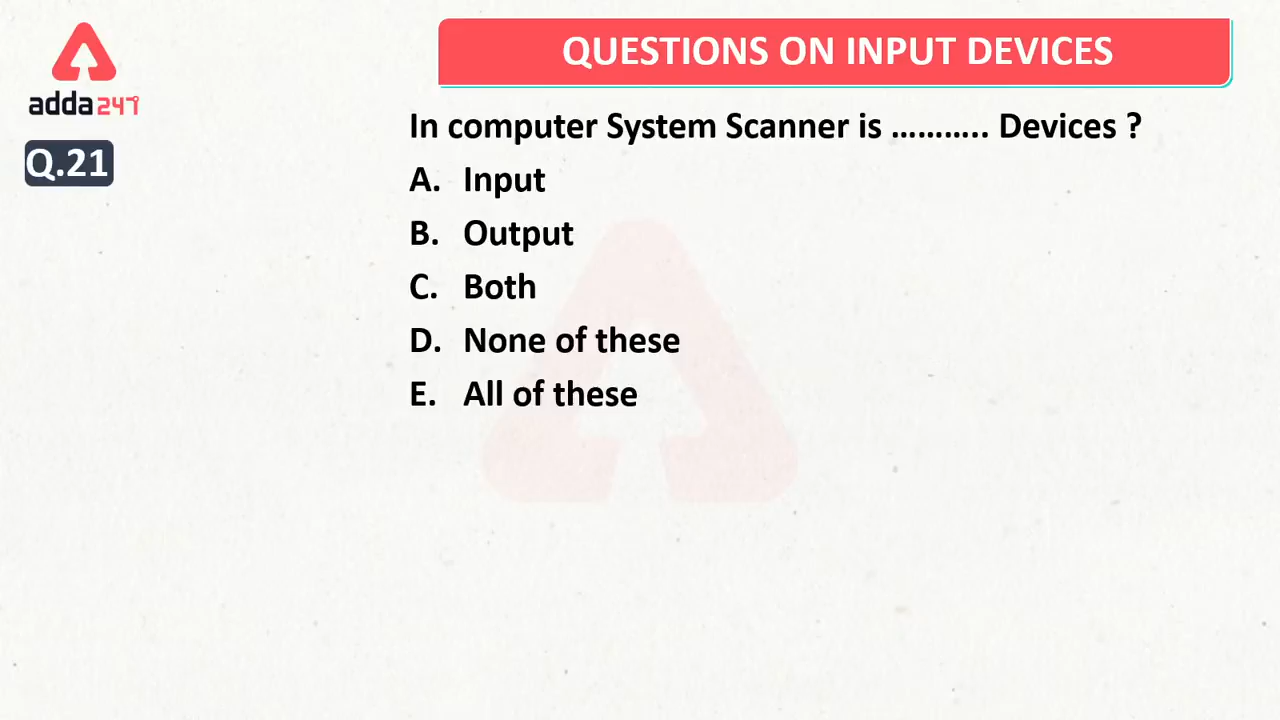 QUESTIONS ON INPUT DEVICES
adda247
Q.21
In computer System Scanner is ……….. Devices ?
A. Input
B. Output
C. Both
D. None of these
E. All of these